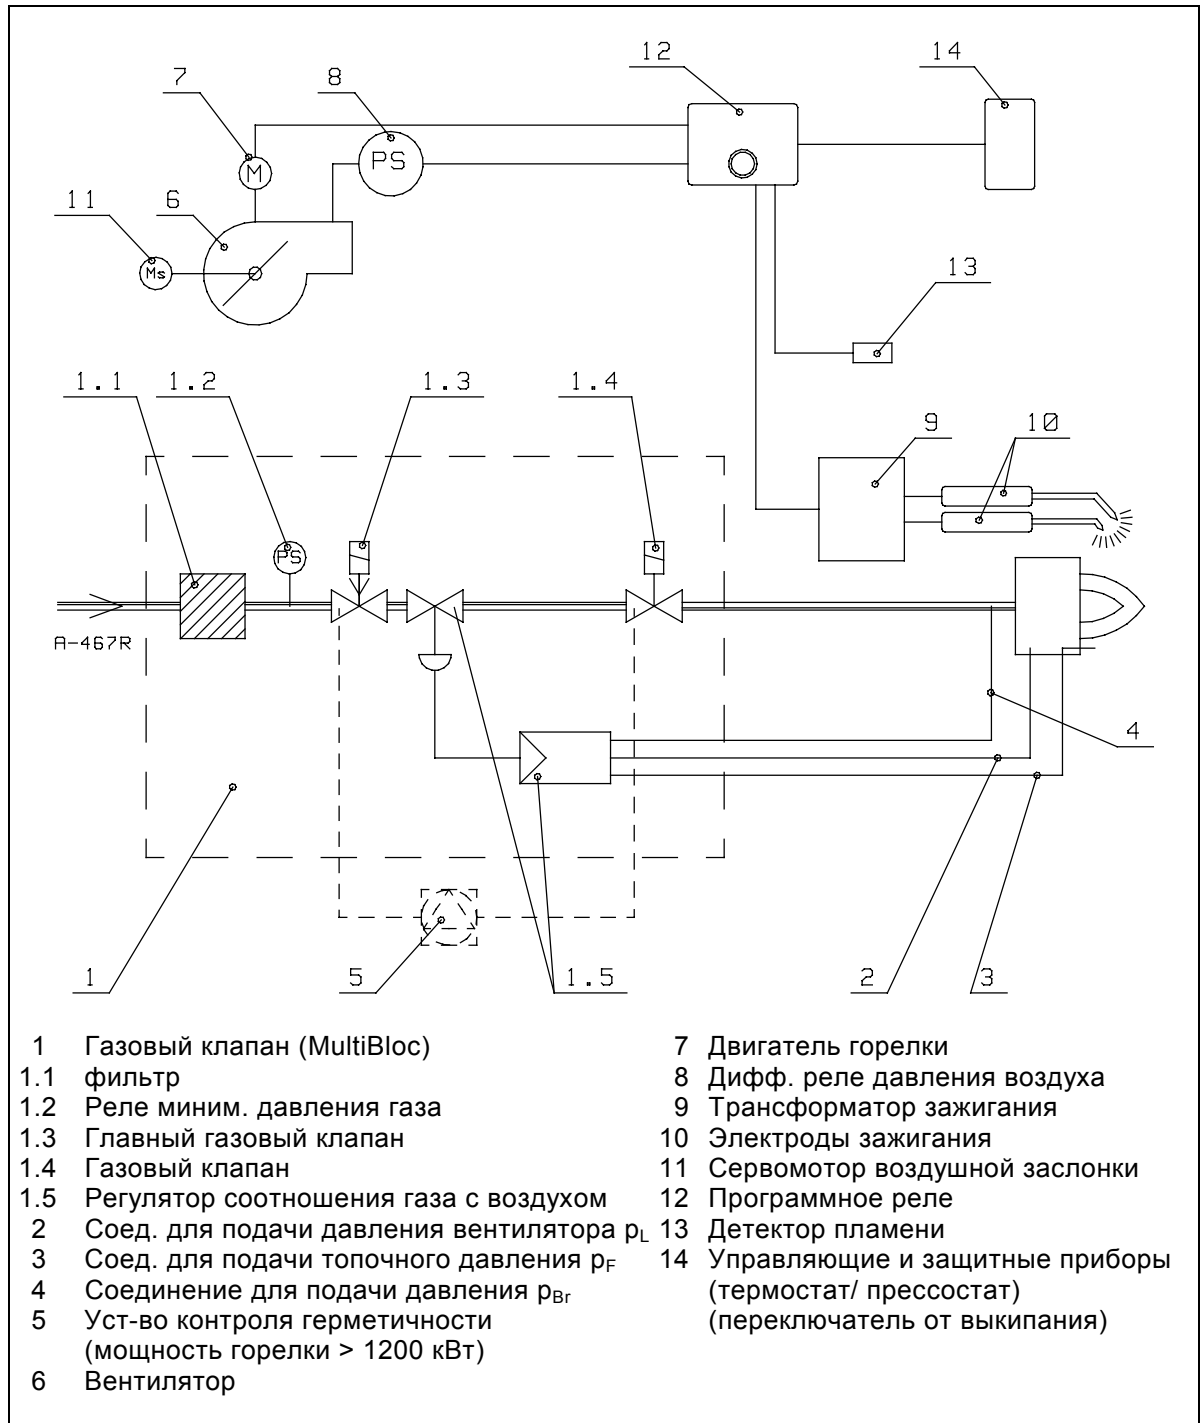 12
14
7
8
M
PS
11
6
Ms
13
1.1
1.2
1.3
1.4
9
10
PS
A-467R
4
1
5
1.5
2
3
1 Газовый клапан (MultiBloc)
1.1 фильтр
1.2 Реле миним. давления газа
1.3 Главный газовый клапан
1.4 Газовый клапан
1.5 Регулятор соотношения газа с воздухом
2 Соед. для подачи давления вентилятора pL
3 Соед. для подачи топочного давления pF
4 Соединение для подачи давления pBr
5 Уст-во контроля герметичности
(мощность горелки > 1200 кВт)
6 Вентилятор
7 Двигатель горелки
8 Дифф. реле давления воздуха
9 Трансформатор зажигания
10 Электроды зажигания
11 Сервомотор воздушной заслонки
12 Программное реле
13 Детектор пламени
14 Управляющие и защитные приборы
(термостат/ прессостат)
(переключатель от выкипания)